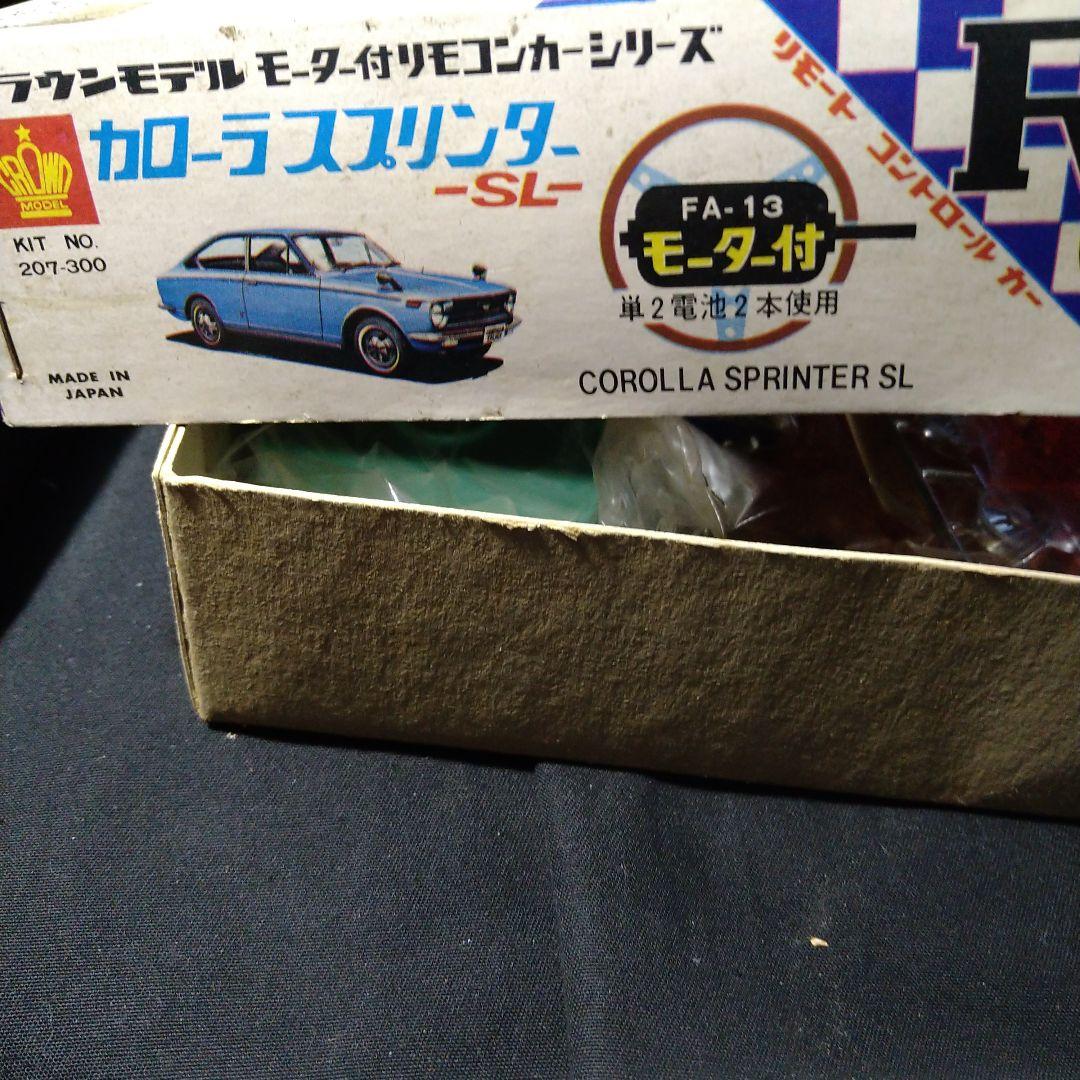 ラウンモデル モーター付リモコンカーシリーズ
カローラスプリンター
-SL-
CROWN
MODEL
KIT NO.
207-300
MADE IN
JAPAN
FA-13
モーター付
単2電池2本使用
COROLLA SPRINTER SL
リモート コントロール カー
R